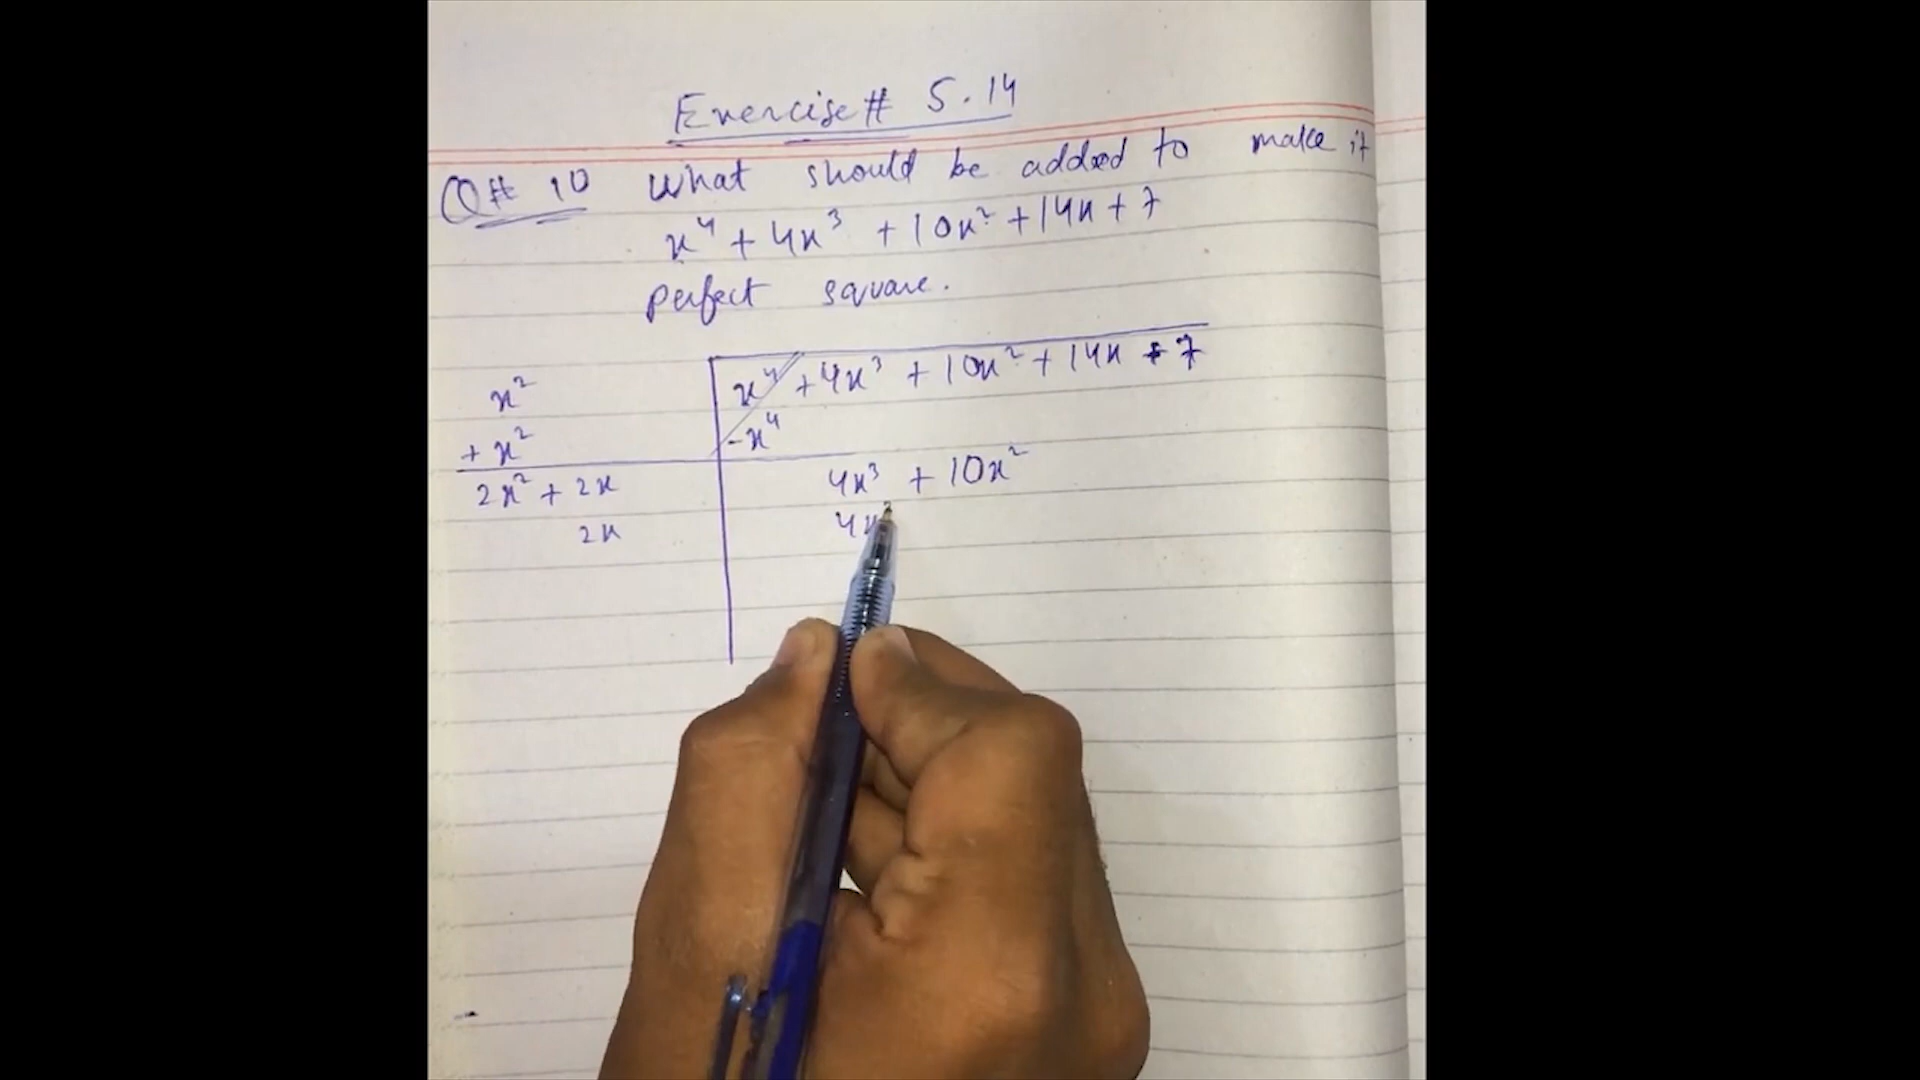 Exercise# 5.14
Q# 10 What should be added to make it
x⁴ + 4x³ + 10x² + 14x + 7
perfect square.
x⁴ + 4x³ + 10x² + 14x + 7
x²
+ x²
-x⁴
2x² + 2x
4x³ + 10x²
2x
4x³